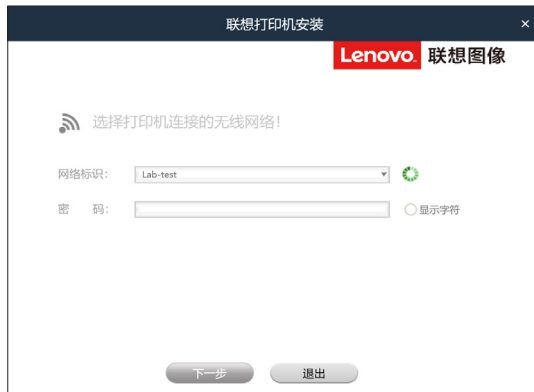 联想打印机安装
Lenovo. 联想图像
选择打印机连接的无线网络!
网络标识: Lab-test
密 码: 显示字符
下一步 退出